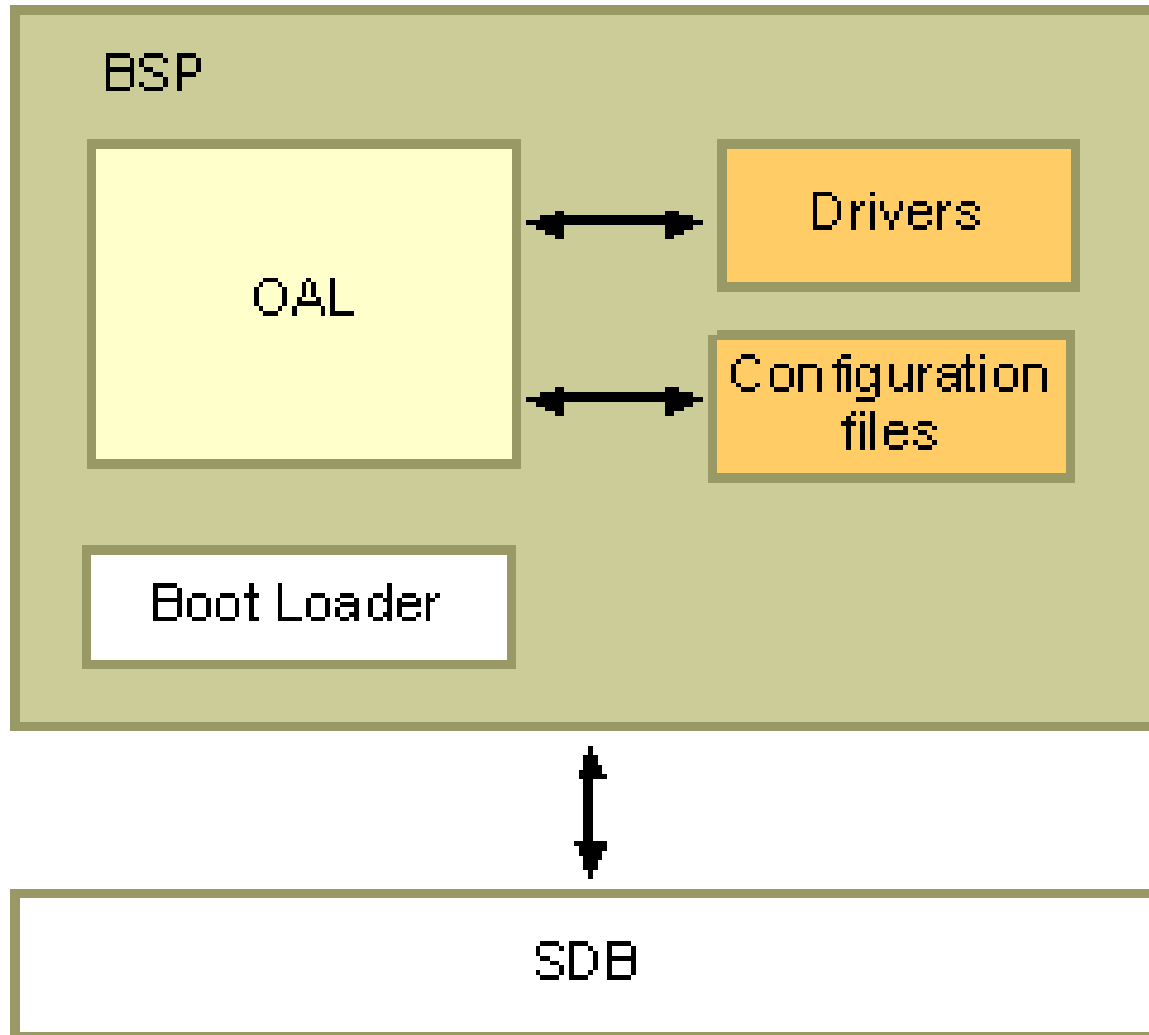 BSP
OAL
Drivers
Configuration
files
Boot Loader
SDB